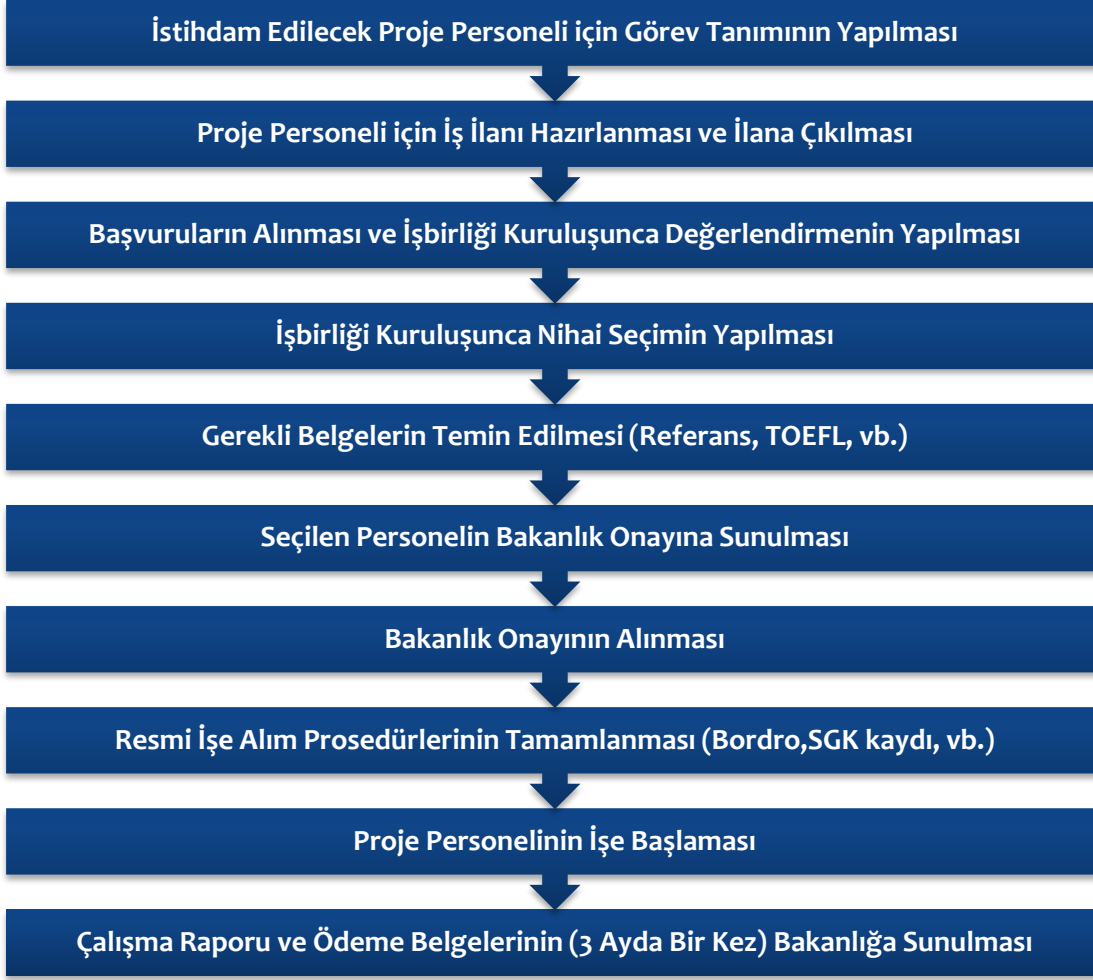 İstihdam Edilecek Proje Personeli için Görev Tanımının Yapılması
Proje Personeli için İş İlanı Hazırlanması ve İlana Çıkılması
Başvuruların Alınması ve İşbirliği Kuruluşunca Değerlendirmenin Yapılması
İşbirliği Kuruluşunca Nihai Seçimin Yapılması
Gerekli Belgelerin Temin Edilmesi (Referans, TOEFL, vb.)
Seçilen Personelin Bakanlık Onayına Sunulması
Bakanlık Onayının Alınması
Resmi İşe Alım Prosedürlerinin Tamamlanması (Bordro,SGK kaydı, vb.)
Proje Personelinin İşe Başlaması
Çalışma Raporu ve Ödeme Belgelerinin (3 Ayda Bir Kez) Bakanlığa Sunulması